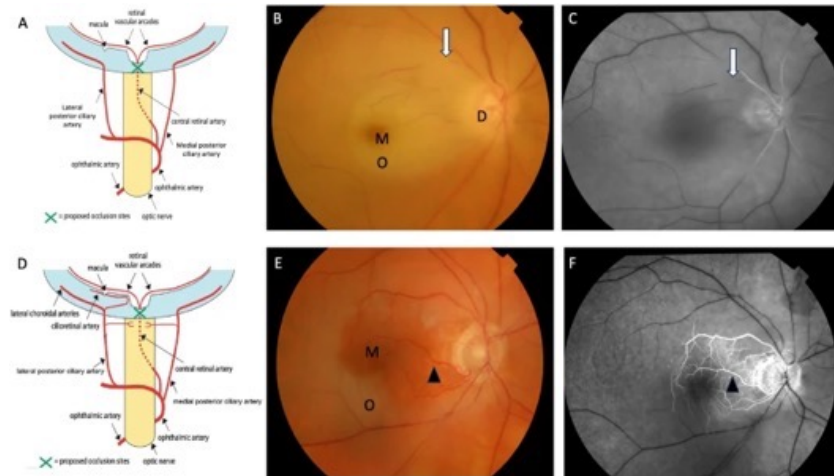 A
macula
retinal
vascular arcades
Lateral
posterior ciliary
artery
central retinal artery
Medial posterior
ciliary artery
ophthalmic artery
ophthalmic artery
X = proposed occlusion sites
optic nerve
B
M
O
D
C
D
macula
retinal
vascular arcades
lateral choroidal arteries
cilioretinal artery
central retinal artery
lateral posterior ciliary artery
medial posterior ciliary artery
ophthalmic artery
ophthalmic artery
X = proposed occlusion sites
optic nerve
E
M
O
F